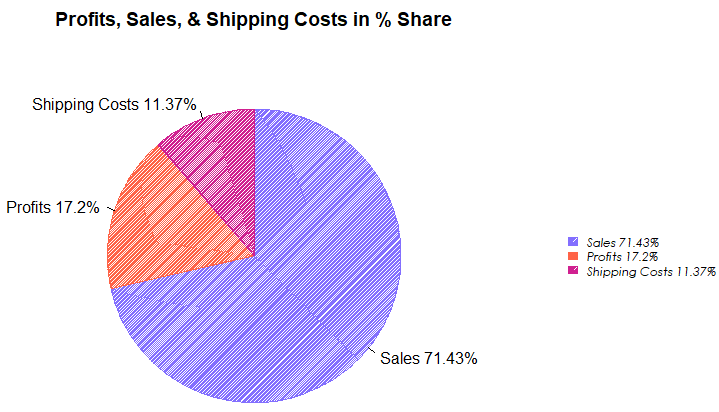 Profits, Sales, & Shipping Costs in % Share
Shipping Costs 11.37%
Profits 17.2%
Sales 71.43%
Sales 71.43%
Profits 17.2%
Shipping Costs 11.37%